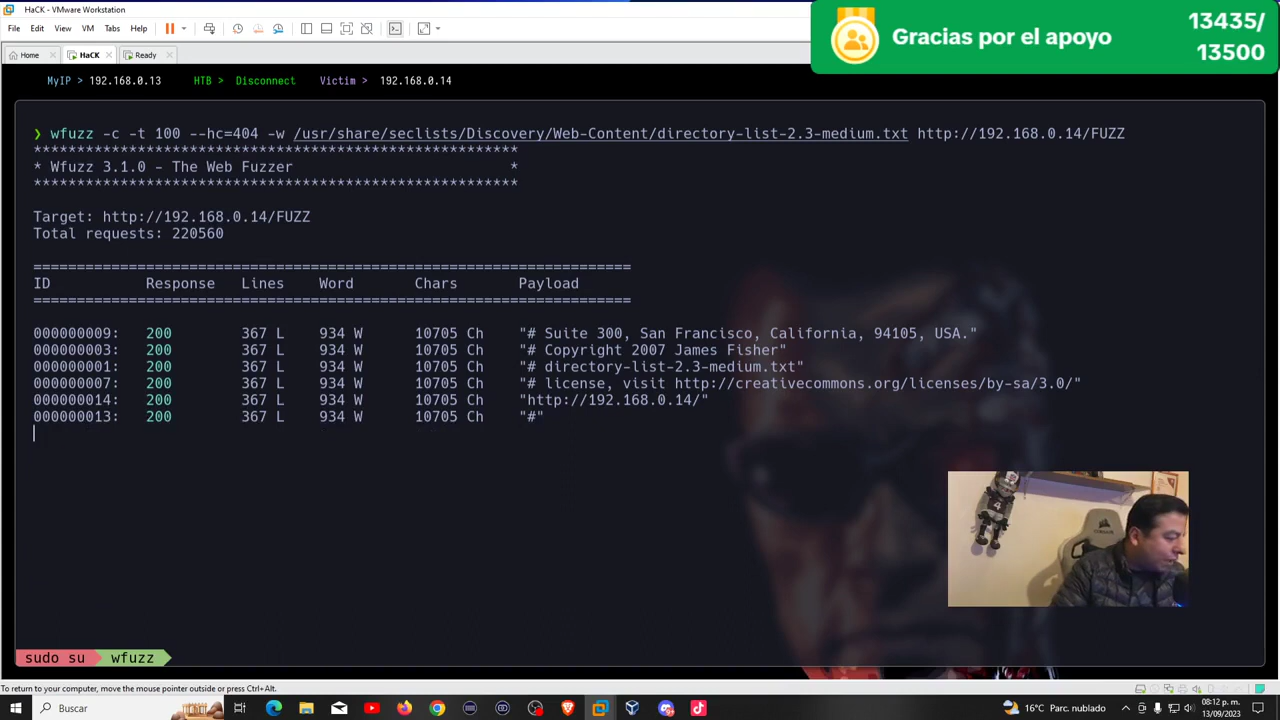 HaCK - VMware Workstation
File Edit View VM Tabs Help
Home HaCK Ready
Gracias por el apoyo
13435/
13500
MyIP > 192.168.0.13 HTB > Disconnect Victim > 192.168.0.14
❯ wfuzz -c -t 100 --hc=404 -w /usr/share/seclists/Discovery/Web-Content/directory-list-2.3-medium.txt http://192.168.0.14/FUZZ
********************************************************
* Wfuzz 3.1.0 - The Web Fuzzer *
********************************************************
Target: http://192.168.0.14/FUZZ
Total requests: 220560
=====================================================================
ID Response Lines Word Chars Payload
=====================================================================
000000009: 200 367 L 934 W 10705 Ch "# Suite 300, San Francisco, California, 94105, USA."
000000003: 200 367 L 934 W 10705 Ch "# Copyright 2007 James Fisher"
000000001: 200 367 L 934 W 10705 Ch "# directory-list-2.3-medium.txt"
000000007: 200 367 L 934 W 10705 Ch "# license, visit http://creativecommons.org/licenses/by-sa/3.0/"
000000014: 200 367 L 934 W 10705 Ch "http://192.168.0.14/"
000000013: 200 367 L 934 W 10705 Ch "#"
4
sudo su wfuzz
To return to your computer, move the mouse pointer outside or press Ctrl+Alt.
Buscar
16°C Parc. nublado
08:12 p. m.
13/09/2023